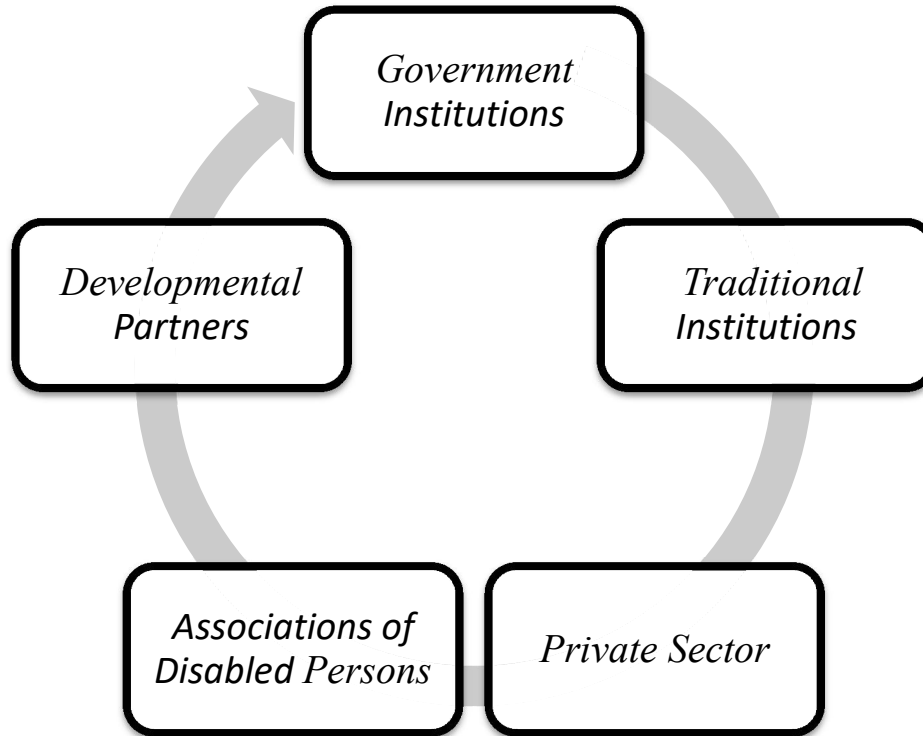 Government
Institutions
Traditional
Institutions
Private Sector
Associations of
Disabled Persons
Developmental
Partners